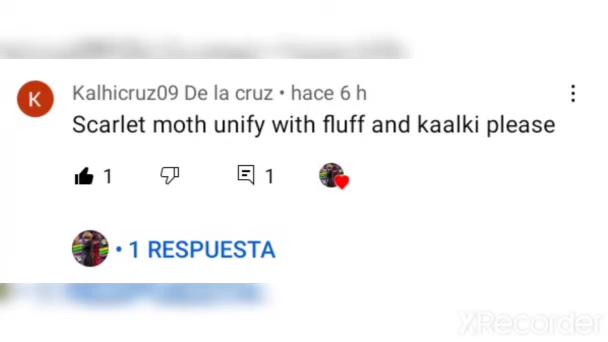 K
Kalhicruz09 De la cruz • hace 6 h
Scarlet moth unify with fluff and kaalki please
1 1
• 1 RESPUESTA
XRecorder